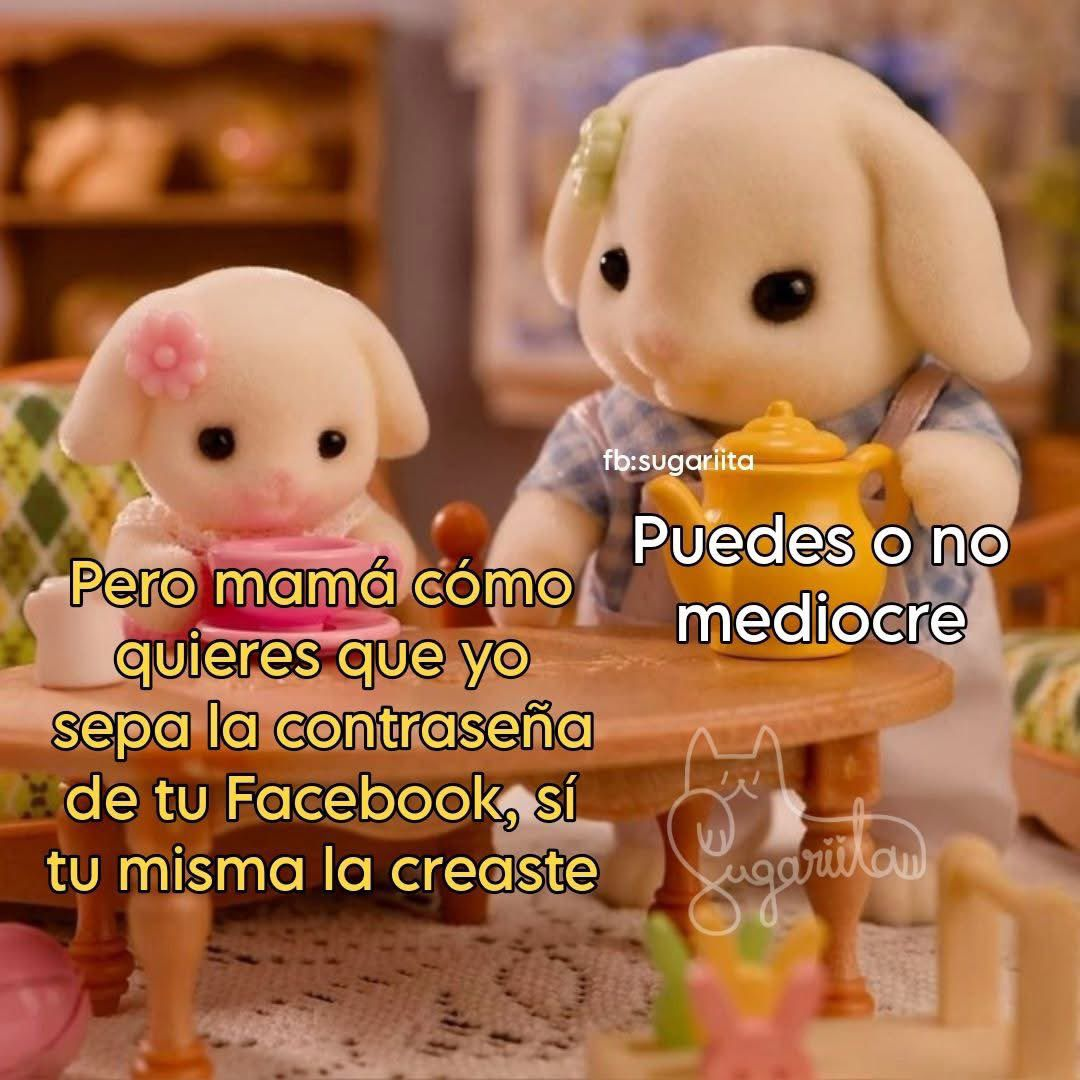 fb:sugariita
Puedes o no
mediocre
Pero mamá cómo
quieres que yo
sepa la contraseña
de tu Facebook, sí
tu misma la creaste
Sugariita